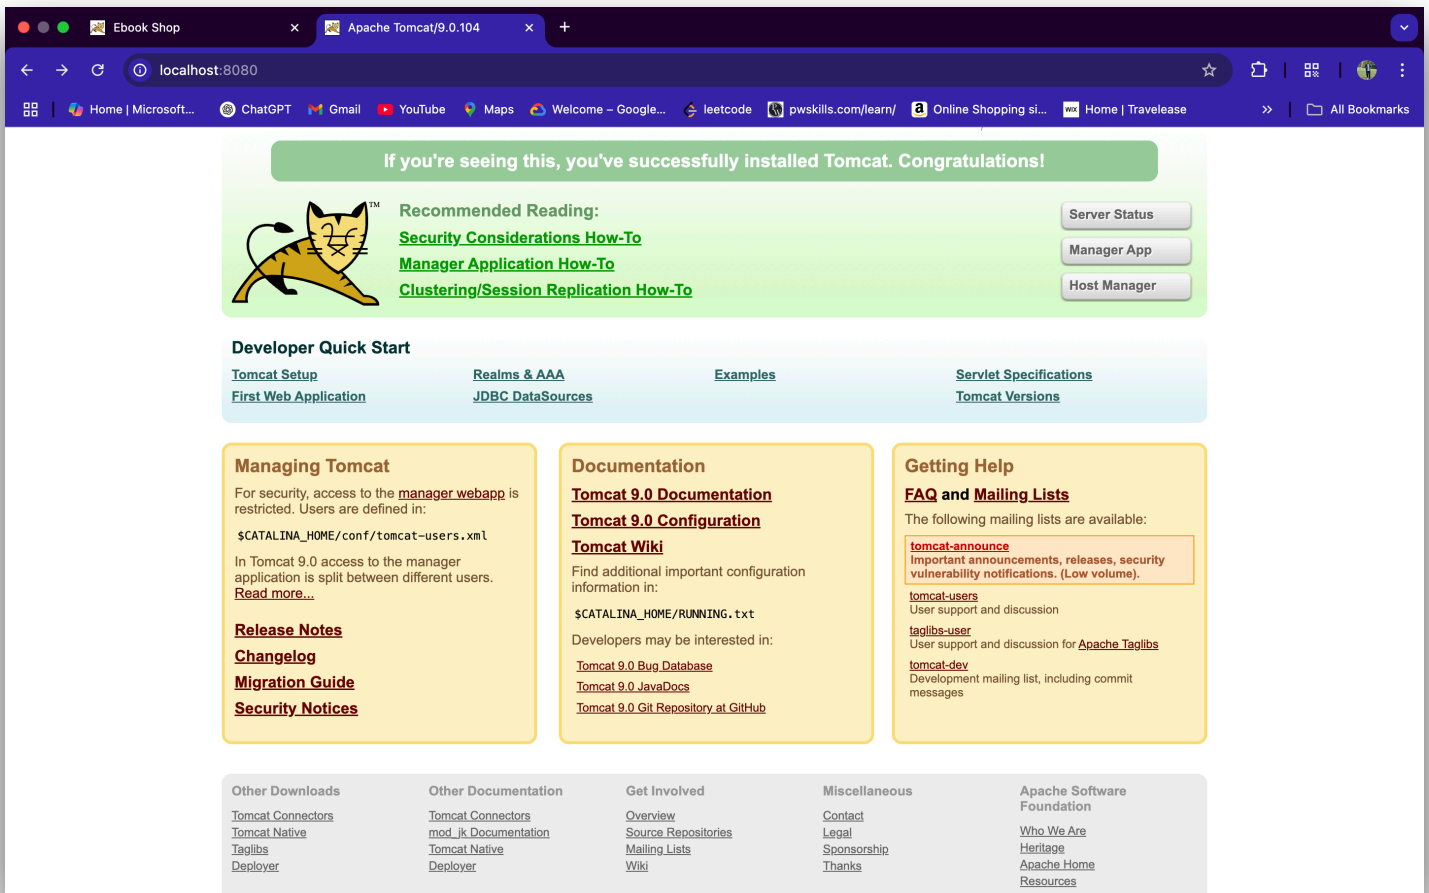 Ebook Shop
Apache Tomcat/9.0.104
localhost:8080
Home | Microsoft...
ChatGPT
Gmail
YouTube
Maps
Welcome – Google...
leetcode
pwskills.com/learn/
Online Shopping si...
WIX
Home | Travelease
All Bookmarks
If you're seeing this, you've successfully installed Tomcat. Congratulations!
TM
Recommended Reading:
Security Considerations How-To
Manager Application How-To
Clustering/Session Replication How-To
Server Status
Manager App
Host Manager
Developer Quick Start
Tomcat Setup
First Web Application
Realms & AAA
JDBC DataSources
Examples
Servlet Specifications
Tomcat Versions
Managing Tomcat
For security, access to the manager webapp is
restricted. Users are defined in:
$CATALINA_HOME/conf/tomcat-users.xml
In Tomcat 9.0 access to the manager
application is split between different users.
Read more...
Release Notes
Changelog
Migration Guide
Security Notices
Documentation
Tomcat 9.0 Documentation
Tomcat 9.0 Configuration
Tomcat Wiki
Find additional important configuration
information in:
$CATALINA_HOME/RUNNING.txt
Developers may be interested in:
Tomcat 9.0 Bug Database
Tomcat 9.0 JavaDocs
Tomcat 9.0 Git Repository at GitHub
Getting Help
FAQ and Mailing Lists
The following mailing lists are available:
tomcat-announce
Important announcements, releases, security
vulnerability notifications. (Low volume).
tomcat-users
User support and discussion
taglibs-user
User support and discussion for Apache Taglibs
tomcat-dev
Development mailing list, including commit
messages
Other Downloads
Tomcat Connectors
Tomcat Native
Taglibs
Deployer
Other Documentation
Tomcat Connectors
mod_jk Documentation
Tomcat Native
Deployer
Get Involved
Overview
Source Repositories
Mailing Lists
Wiki
Miscellaneous
Contact
Legal
Sponsorship
Thanks
Apache Software
Foundation
Who We Are
Heritage
Apache Home
Resources